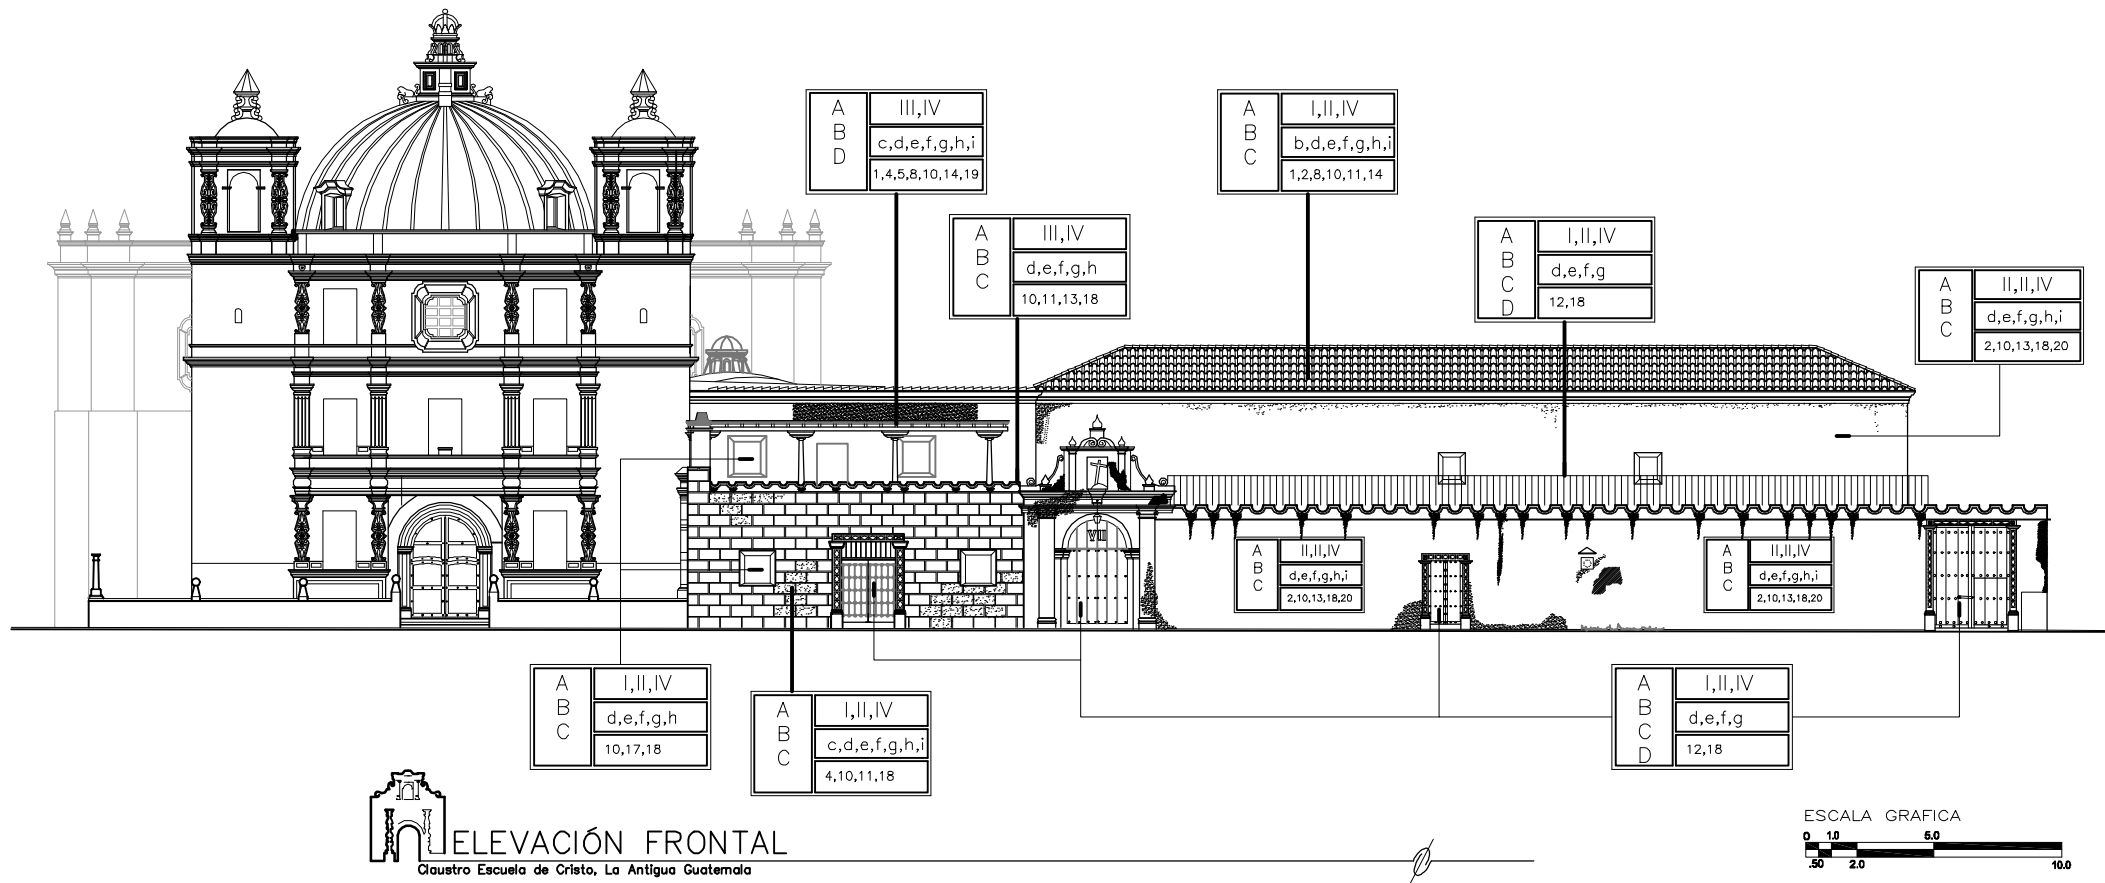 A
B
D
III,IV
c,d,e,f,g,h,i
1,4,5,8,10,14,19
A
B
C
I,II,IV
b,d,e,f,g,h,i
1,2,8,10,11,14
A
B
C
III,IV
d,e,f,g,h
10,11,13,18
A
B
C
D
I,II,IV
d,e,f,g
12,18
A
B
C
II,II,IV
d,e,f,g,h,i
2,10,13,18,20
VII
A
B
C
II,II,IV
d,e,f,g,h,i
2,10,13,18,20
A
B
C
II,II,IV
d,e,f,g,h,i
2,10,13,18,20
A
B
C
I,II,IV
d,e,f,g,h
10,17,18
A
B
C
I,II,IV
c,d,e,f,g,h,i
4,10,11,18
A
B
C
D
I,II,IV
d,e,f,g
12,18
ELEVACIÓN FRONTAL
Claustro Escuela de Cristo, La Antigua Guatemala
ESCALA GRAFICA
0 1.0 5.0
.50 2.0 10.0